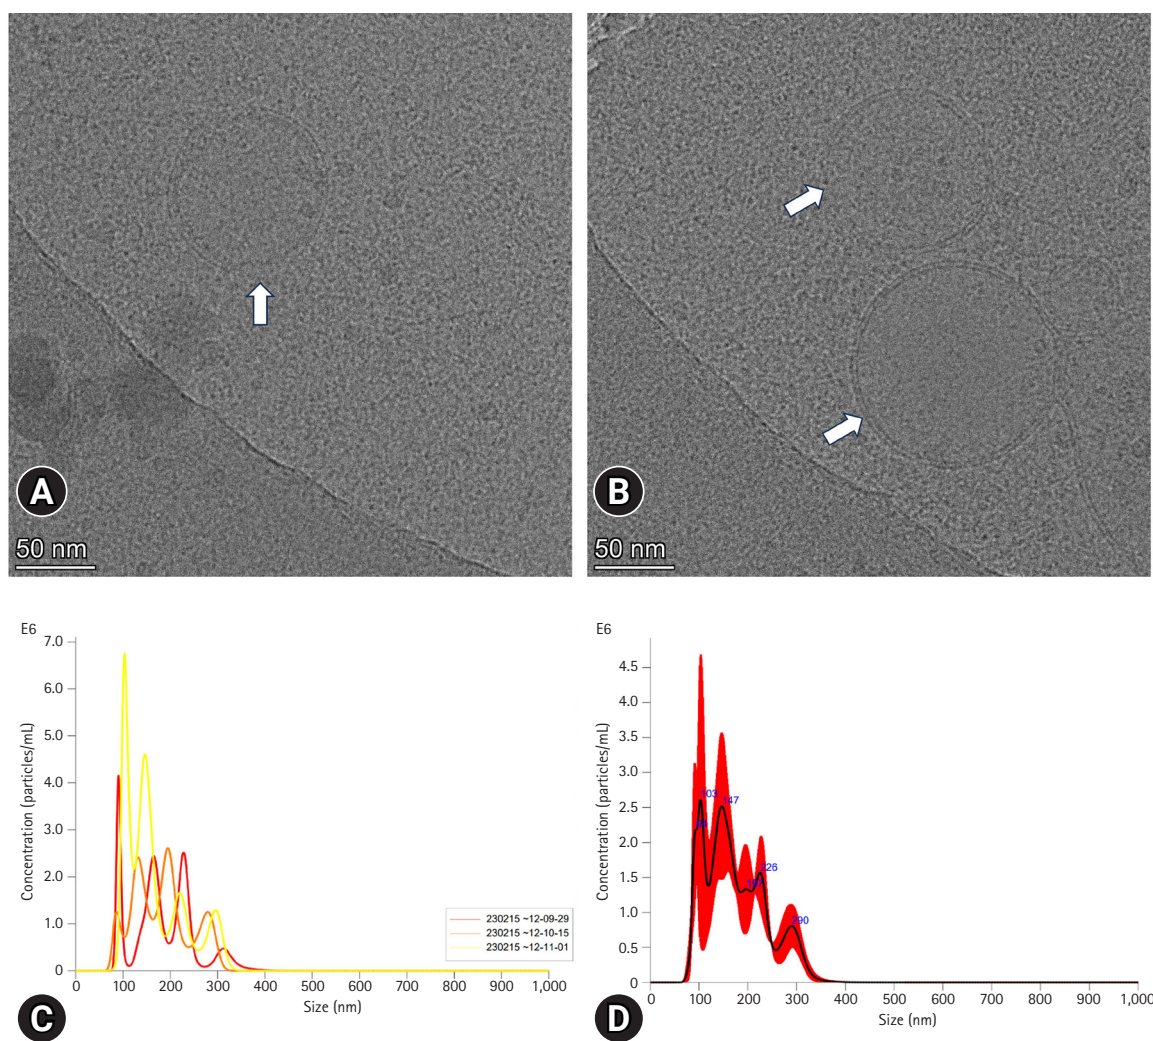 A
50 nm
B
50 nm
E6
7.0
6.0
5.0
4.0
3.0
2.0
1.0
0
Concentration (particles/mL)
0 100 200 300 400 500 600 700 800 900 1,000
Size (nm)
230215 ~12-09-29
230215 ~12-10-15
230215 ~12-11-01
C
E6
4.5
4.0
3.5
3.0
2.5
2.0
1.5
1.0
0.5
0
Concentration (particles/mL)
103
147
226
290
0 100 200 300 400 500 600 700 800 900 1,000
Size (nm)
D